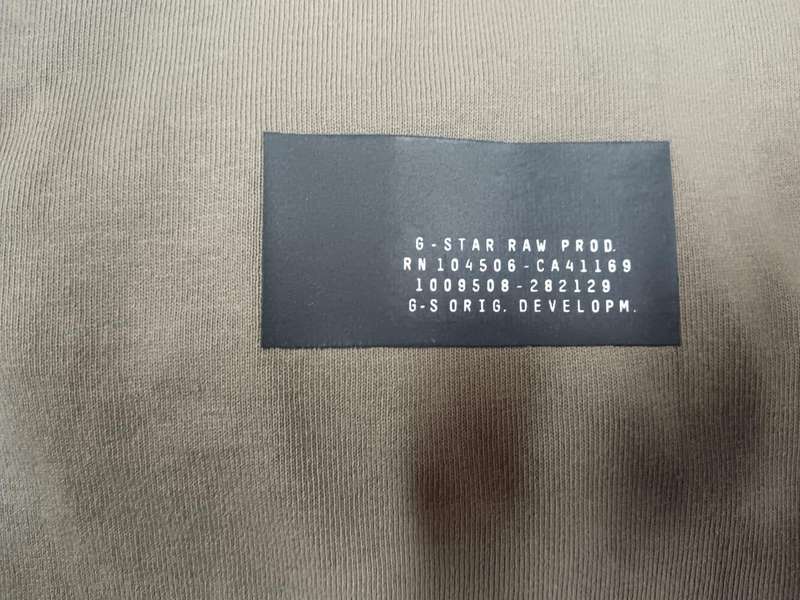 G-STAR RAW PROD.
RN 104506-CA41169
1009508-282129
G-S ORIG. DEVELOPM.